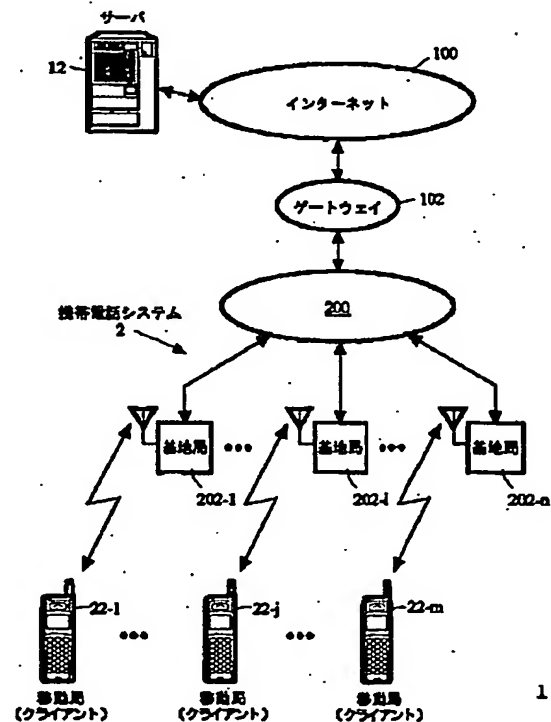 サーバ
12
100
インターネット
ゲートウェイ
102
200
携帯電話システム
2
基地局
•••
基地局
•••
基地局
202-1
202-i
202-n
22-1
•••
22-j
•••
22-m
移動局
(クライアント)
移動局
(クライアント)
移動局
(クライアント)
1